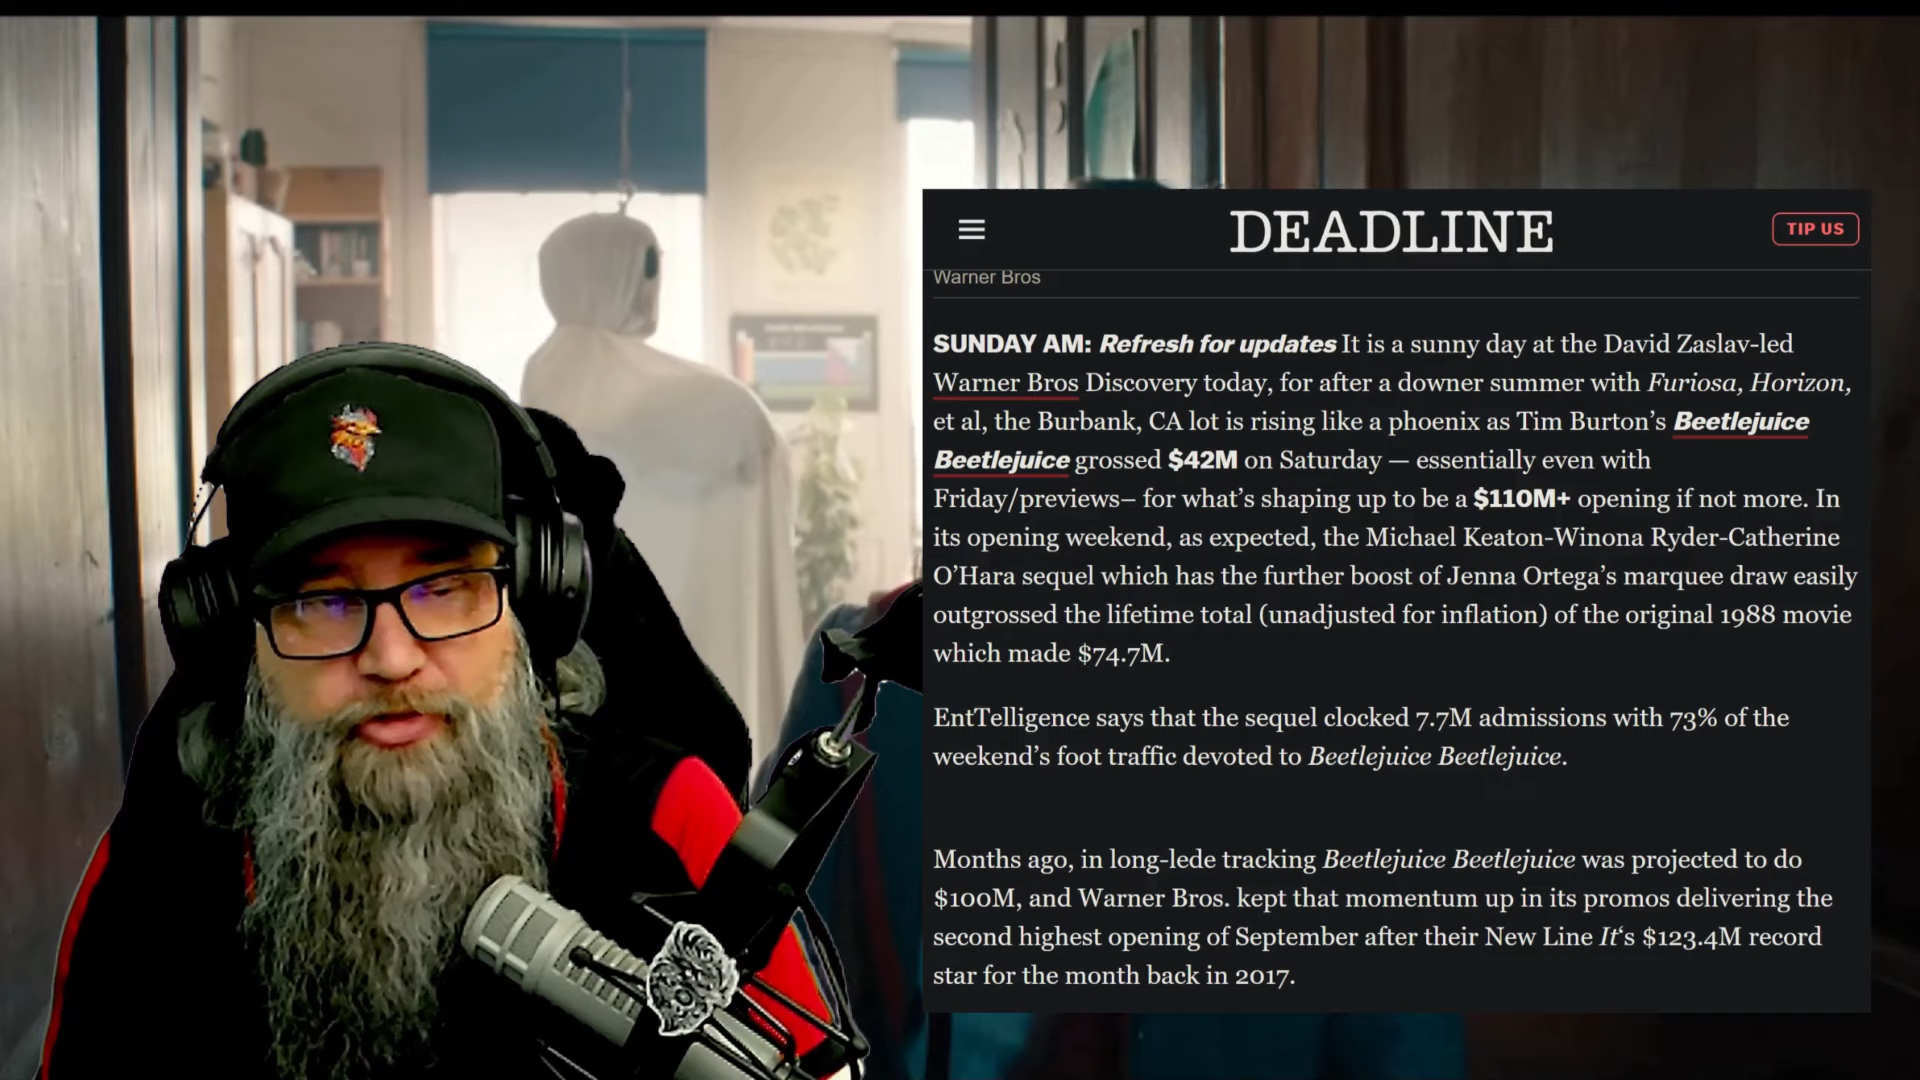 DEADLINE
TIP US
Warner Bros
SUNDAY AM: Refresh for updates It is a sunny day at the David Zaslav-led
Warner Bros Discovery today, for after a downer summer with Furiosa, Horizon,
et al, the Burbank, CA lot is rising like a phoenix as Tim Burton’s Beetlejuice
Beetlejuice grossed $42M on Saturday — essentially even with
Friday/previews– for what’s shaping up to be a $110M+ opening if not more. In
its opening weekend, as expected, the Michael Keaton-Winona Ryder-Catherine
O’Hara sequel which has the further boost of Jenna Ortega’s marquee draw easily
outgrossed the lifetime total (unadjusted for inflation) of the original 1988 movie
which made $74.7M.
EntTelligence says that the sequel clocked 7.7M admissions with 73% of the
weekend’s foot traffic devoted to Beetlejuice Beetlejuice.
Months ago, in long-lede tracking Beetlejuice Beetlejuice was projected to do
$100M, and Warner Bros. kept that momentum up in its promos delivering the
second highest opening of September after their New Line It‘s $123.4M record
star for the month back in 2017.